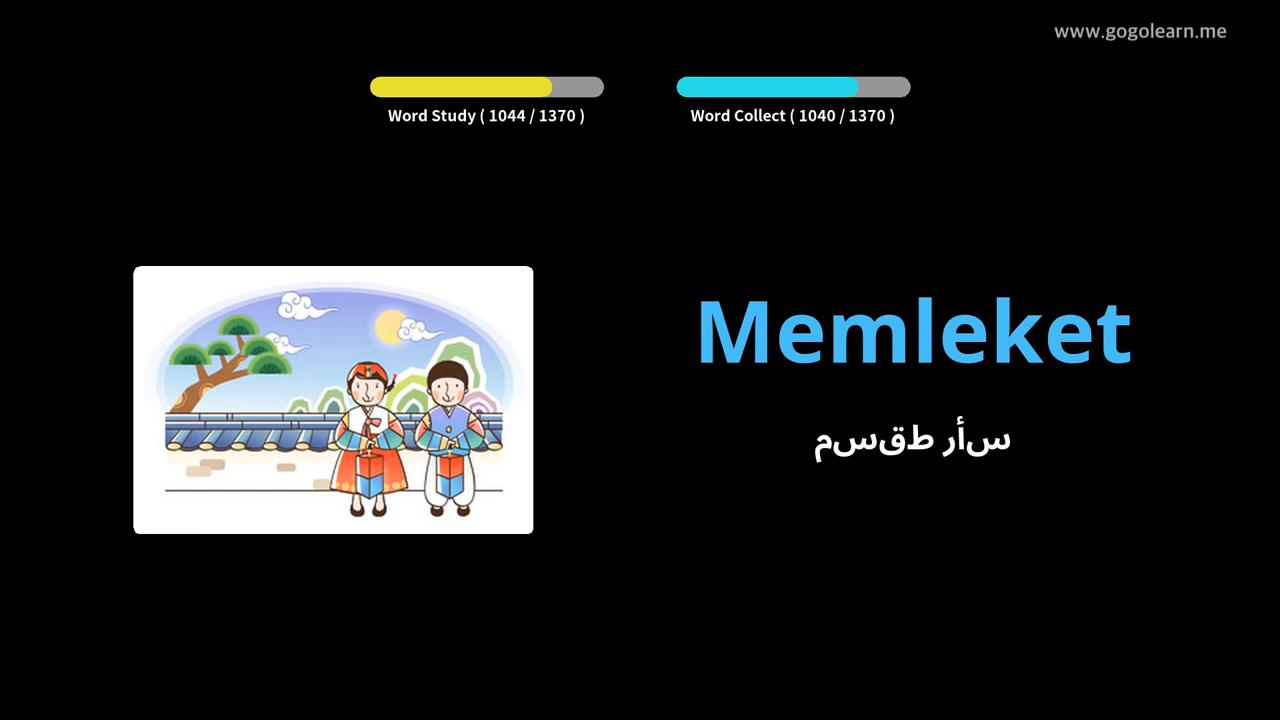 www.gogolearn.me
Word Study ( 1044 / 1370 )
Word Collect ( 1040 / 1370 )
Memleket
سأر طقسم